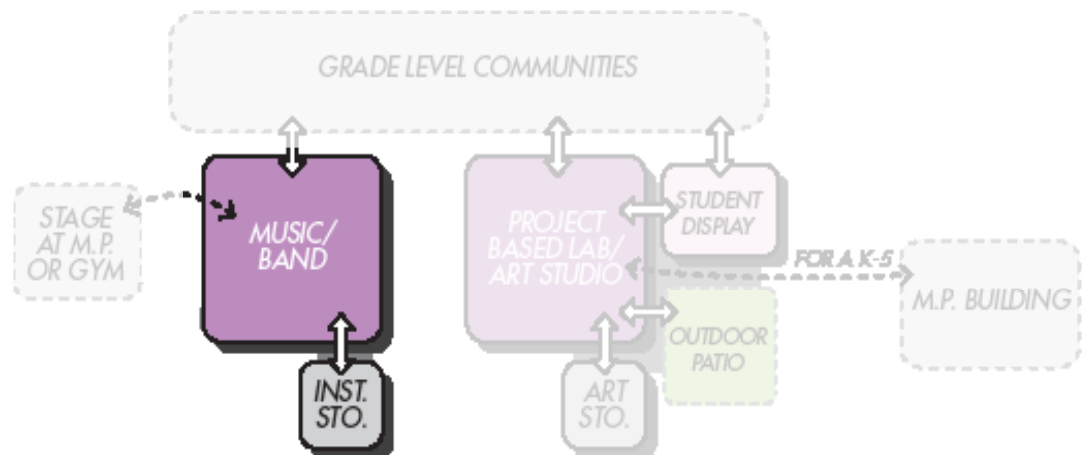 GRADE LEVEL COMMUNITIES
STAGE
AT M.P.
OR GYM
MUSIC/
BAND
PROJECT
BASED LAB/
ART STUDIO
STUDENT
DISPLAY
FOR A K-5
M.P. BUILDING
OUTDOOR
PATIO
INST.
STO.
ART
STO.